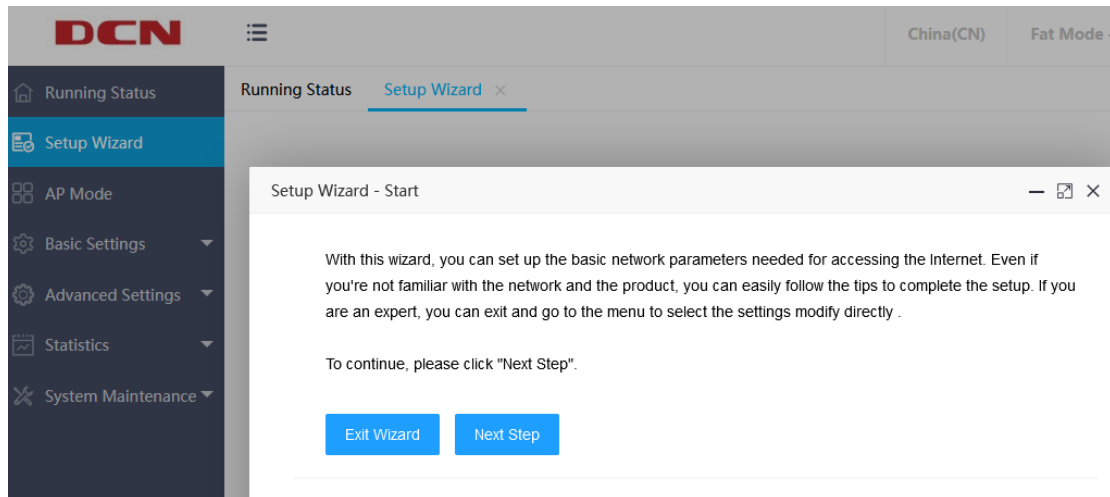 DCN
China(CN)
Fat Mode -
Running Status
Setup Wizard
AP Mode
Basic Settings
Advanced Settings
Statistics
System Maintenance
Running Status
Setup Wizard ×
Setup Wizard - Start
With this wizard, you can set up the basic network parameters needed for accessing the Internet. Even if
you're not familiar with the network and the product, you can easily follow the tips to complete the setup. If you
are an expert, you can exit and go to the menu to select the settings modify directly .
To continue, please click "Next Step".
Exit Wizard
Next Step